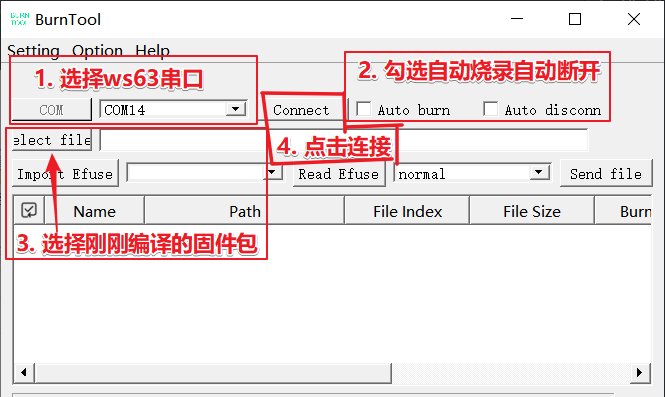 BURN
TOOL
BurnTool
Setting Option Help
1. 选择ws63串口
2. 勾选自动烧录自动断开
COM COM14 Connect Auto burn Auto disconn
elect file
4. 点击连接
Import Efuse Read Efuse normal Send file
Name Path File Index File Size Burn
3. 选择刚刚编译的固件包